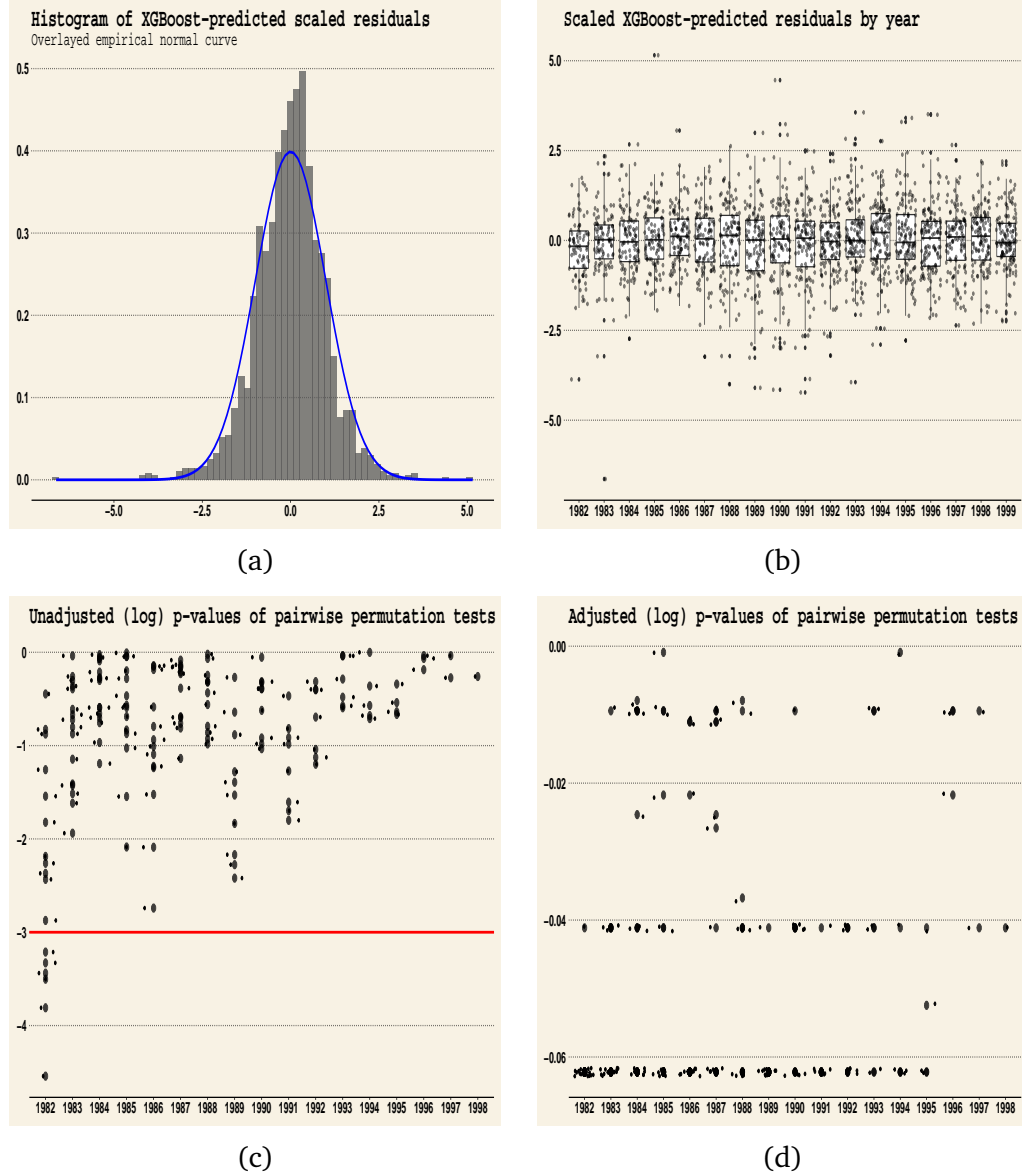 Histogram of XGBoost-predicted scaled residuals
Overlayed empirical normal curve
0.5
0.4
0.3
0.2
0.1
0.0
−5.0 −2.5 0.0 2.5 5.0
(a)
Scaled XGBoost-predicted residuals by year
5.0
2.5
0.0
−2.5
−5.0
1982 1983 1984 1985 1986 1987 1988 1989 1990 1991 1992 1993 1994 1995 1996 1997 1998 1999
(b)
Unadjusted (log) p-values of pairwise permutation tests
0
−1
−2
−3
−4
1982 1983 1984 1985 1986 1987 1988 1989 1990 1991 1992 1993 1994 1995 1996 1997 1998
(c)
Adjusted (log) p-values of pairwise permutation tests
0.00
−0.02
−0.04
−0.06
1982 1983 1984 1985 1986 1987 1988 1989 1990 1991 1992 1993 1994 1995 1996 1997 1998
(d)